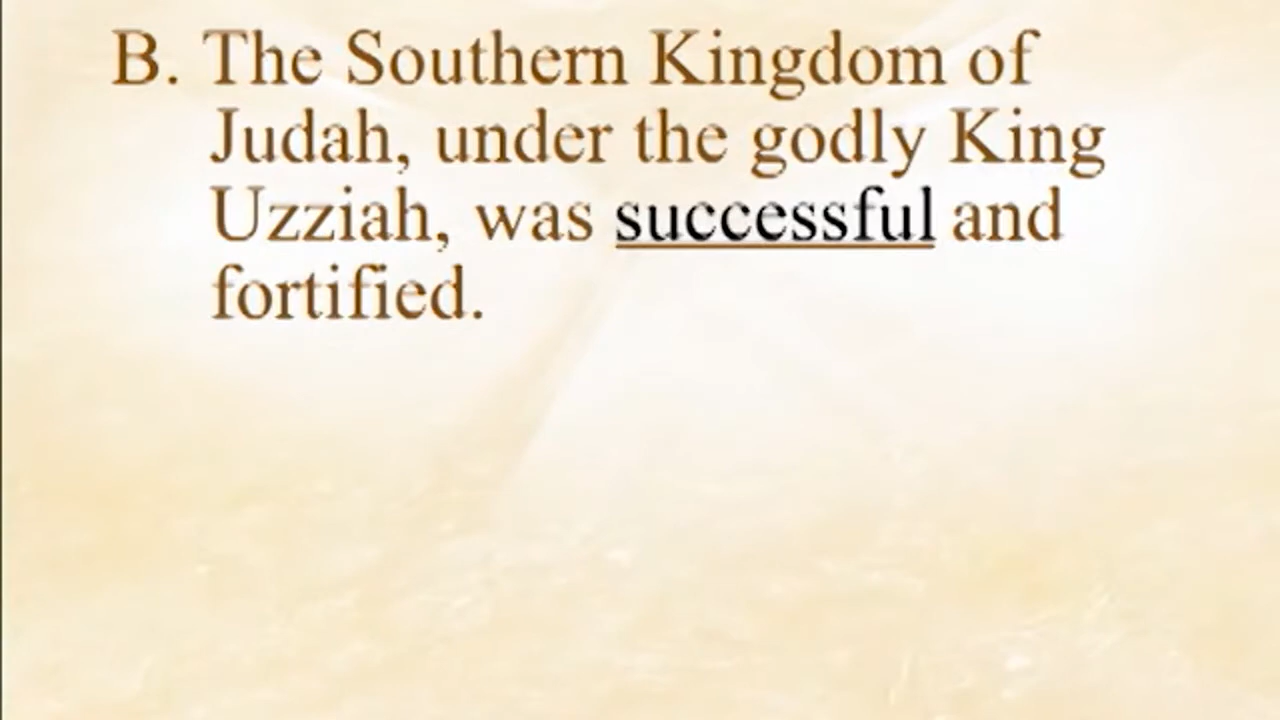 B. The Southern Kingdom of
Judah, under the godly King
Uzziah, was successful and
fortified.